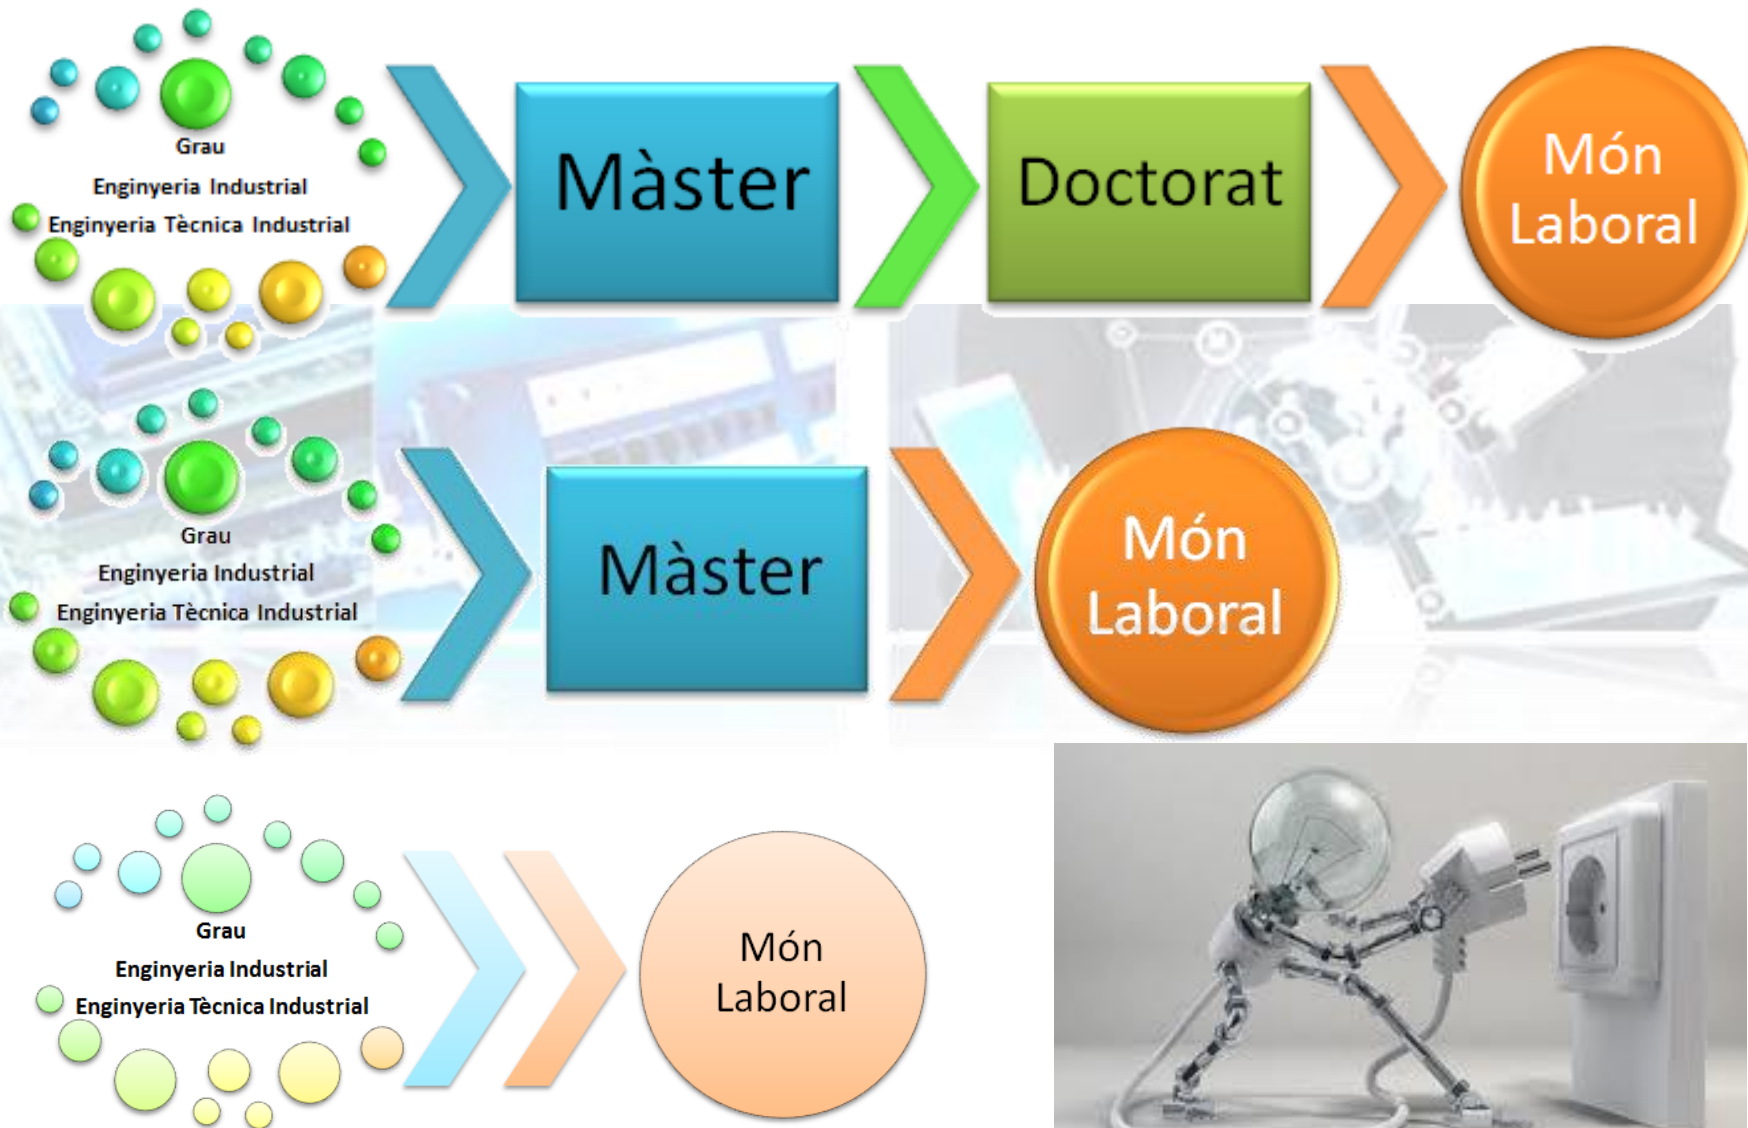 Grau
Enginyeria Industrial
Enginyeria Tècnica Industrial
Màster
Doctorat
Món
Laboral
Grau
Enginyeria Industrial
Enginyeria Tècnica Industrial
Màster
Món
Laboral
Grau
Enginyeria Industrial
Enginyeria Tècnica Industrial
Món
Laboral